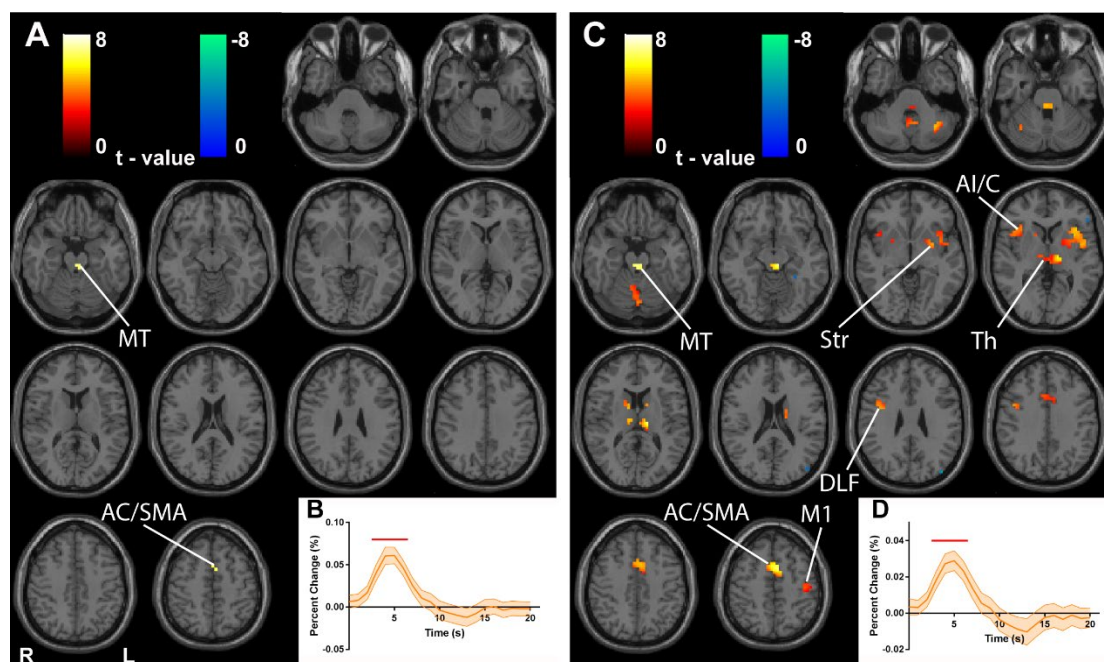 A
8
-8
0
0
t - value
MT
AC/SMA
R
L
B
Percent Change (%)
0.10
0.05
0.00
-0.05
5
10
15
20
Time (s)
C
8
-8
0
0
t - value
AI/C
MT
Str
Th
DLF
AC/SMA
M1
D
Percent Change (%)
0.04
0.02
0.00
-0.02
5
10
15
20
Time (s)